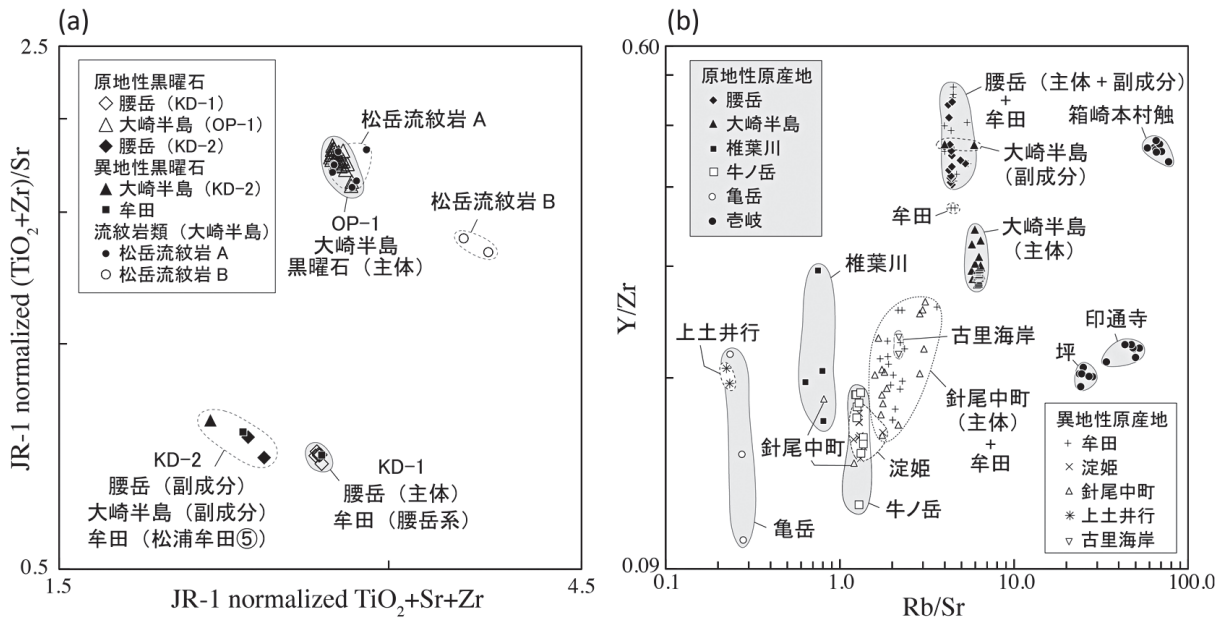 (a)
2.5
0.5
1.5
4.5
JR-1 normalized (TiO2+Zr)/Sr
JR-1 normalized TiO2+Sr+Zr
原地性黒曜石
腰岳（KD-1）
大崎半島（OP-1）
腰岳（KD-2）
異地性黒曜石
大崎半島（KD-2）
牟田
流紋岩類（大崎半島）
松岳流紋岩 A
松岳流紋岩 B
松岳流紋岩 A
OP-1
大崎半島
黒曜石（主体）
松岳流紋岩 B
KD-2
腰岳（副成分）
大崎半島（副成分）
牟田（松浦牟田⑤）
KD-1
腰岳（主体）
牟田（腰岳系）
(b)
0.60
0.09
0.1
1.0
10.0
100.0
Y/Zr
Rb/Sr
原地性原産地
腰岳
大崎半島
椎葉川
牛ノ岳
亀岳
壱岐
腰岳（主体＋副成分）
+
牟田
箱崎本村触
大崎半島
（副成分）
牟田
大崎半島
（主体）
椎葉川
上土井行
古里海岸
印通寺
坪
針尾中町
（主体）
+
牟田
針尾中町
淀姫
牛ノ岳
亀岳
異地性原産地
牟田
淀姫
針尾中町
上土井行
古里海岸